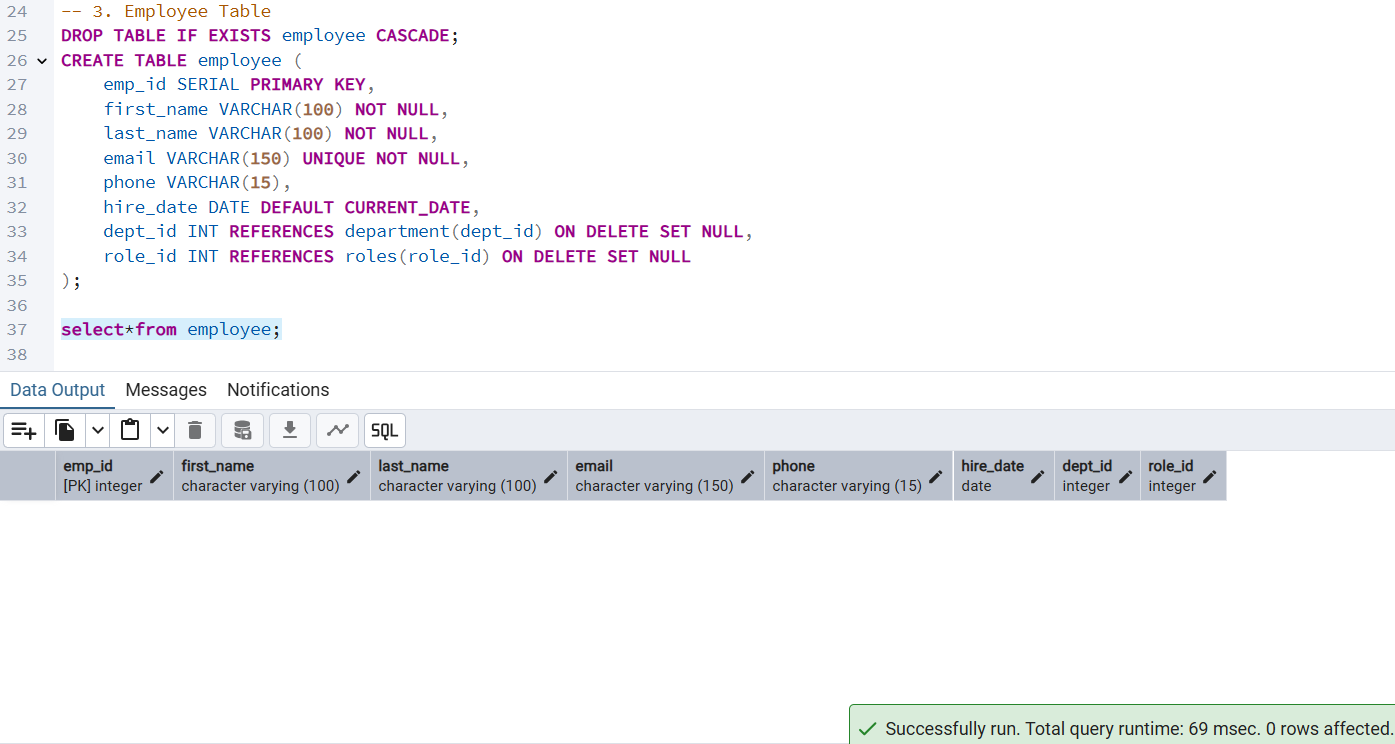 24 -- 3. Employee Table
25 DROP TABLE IF EXISTS employee CASCADE;
26 CREATE TABLE employee (
27 emp_id SERIAL PRIMARY KEY,
28 first_name VARCHAR(100) NOT NULL,
29 last_name VARCHAR(100) NOT NULL,
30 email VARCHAR(150) UNIQUE NOT NULL,
31 phone VARCHAR(15),
32 hire_date DATE DEFAULT CURRENT_DATE,
33 dept_id INT REFERENCES department(dept_id) ON DELETE SET NULL,
34 role_id INT REFERENCES roles(role_id) ON DELETE SET NULL
35 );
36
37 select*from employee;
38
Data Output Messages Notifications
SQL
emp_id first_name last_name email phone hire_date dept_id role_id
[PK] integer character varying (100) character varying (100) character varying (150) character varying (15) date integer integer
Successfully run. Total query runtime: 69 msec. 0 rows affected.